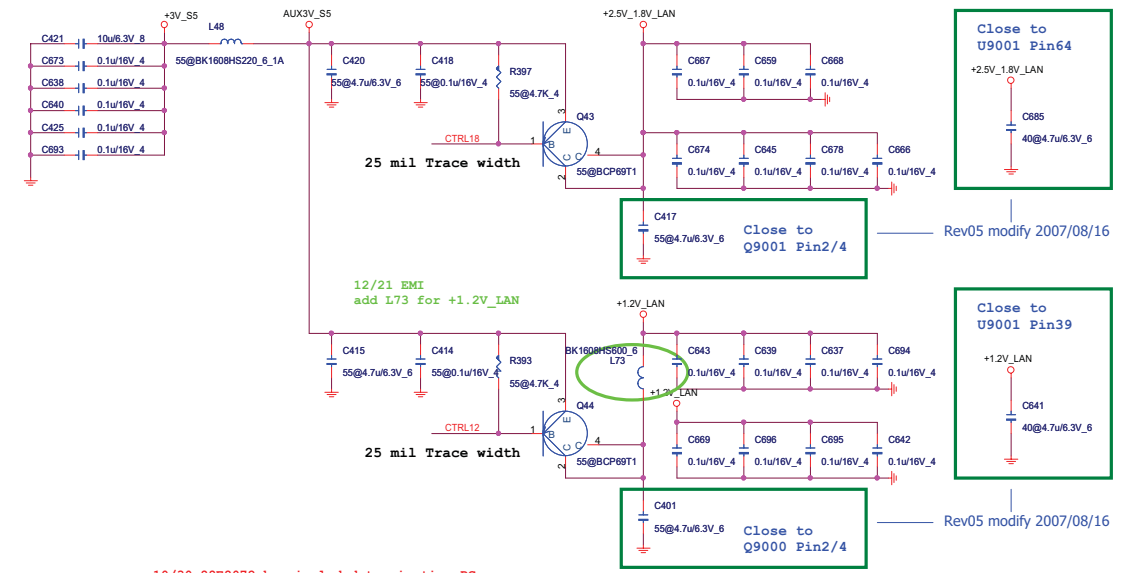 +3V_S5
AUX3V_S5
+2.5V_1.8V_LAN
L48
C421 10u/6.3V_8
C673 0.1u/16V_4
C638 0.1u/16V_4
C640 0.1u/16V_4
C425 0.1u/16V_4
C693 0.1u/16V_4
55@BK1608HS220_6_1A
C420
55@4.7u/6.3V_6
C418
55@0.1u/16V_4
R397
55@4.7K_4
C667
0.1u/16V_4
C659
0.1u/16V_4
C668
0.1u/16V_4
Close to
U9001 Pin64
+2.5V_1.8V_LAN
C685
40@4.7u/6.3V_6
CTRL18
25 mil Trace width
Q43
3
E
1
B
C
C
4
2
55@BCP69T1
C674
0.1u/16V_4
C645
0.1u/16V_4
C678
0.1u/16V_4
C666
0.1u/16V_4
C417
55@4.7u/6.3V_6
Close to
Q9001 Pin2/4
Rev05 modify 2007/08/16
12/21 EMI
add L73 for +1.2V_LAN
+1.2V_LAN
C415
55@4.7u/6.3V_6
C414
55@0.1u/16V_4
R393
55@4.7K_4
BK1608HS600_6
L73
C643
0.1u/16V_4
C639
0.1u/16V_4
C637
0.1u/16V_4
C694
0.1u/16V_4
+1.2V_LAN
Close to
U9001 Pin39
+1.2V_LAN
C641
40@4.7u/6.3V_6
CTRL12
25 mil Trace width
Q44
3
E
1
B
C
C
4
2
55@BCP69T1
C669
0.1u/16V_4
C696
0.1u/16V_4
C695
0.1u/16V_4
C642
0.1u/16V_4
C401
55@4.7u/6.3V_6
Close to
Q9000 Pin2/4
Rev05 modify 2007/08/16